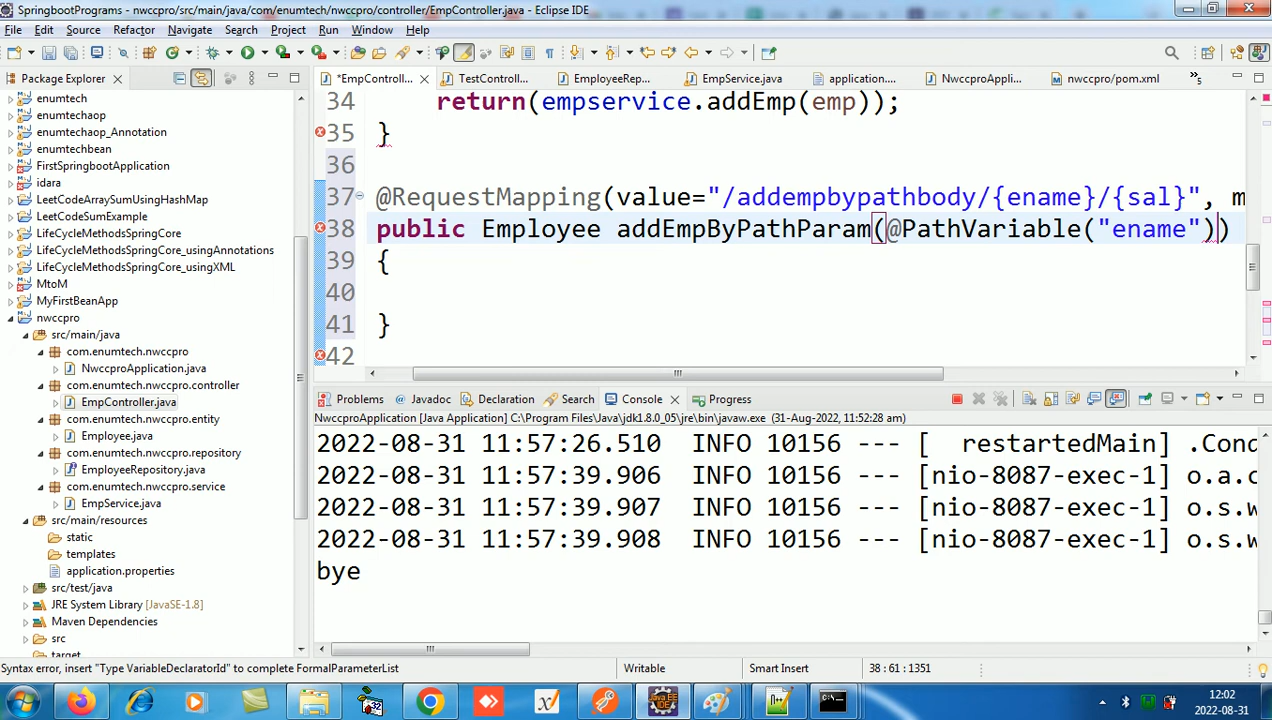 SpringbootPrograms - nwccpro/src/main/java/com/enumtech/nwccpro/controller/EmpController.java - Eclipse IDE
File Edit Source Refactor Navigate Search Project Run Window Help
Package Explorer
*EmpControll... TestControll... EmployeeRep... EmpService.java application.... NwccproAppli... nwccpro/pom.xml »5
enumtech
enumtechaop
enumtechaop_Annotation
enumtechbean
FirstSpringbootApplication
idara
LeetCodeArraySumUsingHashMap
LeetCodeSumExample
LifeCycleMethodsSpringCore
LifeCycleMethodsSpringCore_usingAnnotations
LifeCycleMethodsSpringCore_usingXML
MtoM
MyFirstBeanApp
nwccpro
src/main/java
com.enumtech.nwccpro
NwccproApplication.java
com.enumtech.nwccpro.controller
EmpController.java
com.enumtech.nwccpro.entity
Employee.java
com.enumtech.nwccpro.repository
EmployeeRepository.java
com.enumtech.nwccpro.service
EmpService.java
src/main/resources
static
templates
application.properties
src/test/java
JRE System Library [JavaSE-1.8]
Maven Dependencies
src
target
34 return(empservice.addEmp(emp));
35 }
36
37 @RequestMapping(value="/addempbypathbody/{ename}/{sal}", m
38 public Employee addEmpByPathParam(@PathVariable("ename"))
39 {
40
41 }
42
Problems Javadoc Declaration Search Console Progress
NwccproApplication [Java Application] C:\Program Files\Java\jdk1.8.0_05\jre\bin\javaw.exe (31-Aug-2022, 11:52:28 am)
2022-08-31 11:57:26.510 INFO 10156 --- [ restartedMain] .Cond
2022-08-31 11:57:39.906 INFO 10156 --- [nio-8087-exec-1] o.a.c
2022-08-31 11:57:39.907 INFO 10156 --- [nio-8087-exec-1] o.s.w
2022-08-31 11:57:39.908 INFO 10156 --- [nio-8087-exec-1] o.s.w
bye
Syntax error, insert "Type VariableDeclaratorId" to complete FormalParameterList Writable Smart Insert 38 : 61 : 1351
12:02
2022-08-31